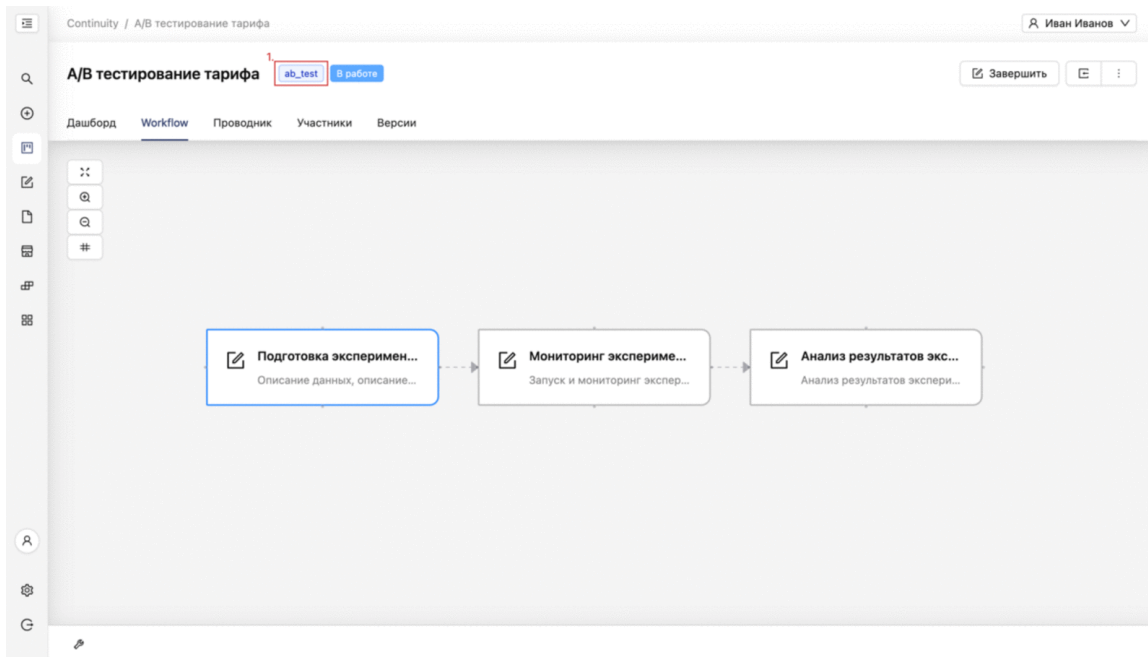 Continuity / A/B тестирование тарифа
Иван Иванов
1.
A/B тестирование тарифа ab_test В работе
Завершить
Дашборд Workflow Проводник Участники Версии
Подготовка эксперимен...
Описание данных, описание...
Мониторинг экспериме...
Запуск и мониторинг экспер...
Анализ результатов экс...
Анализ результатов экспери...